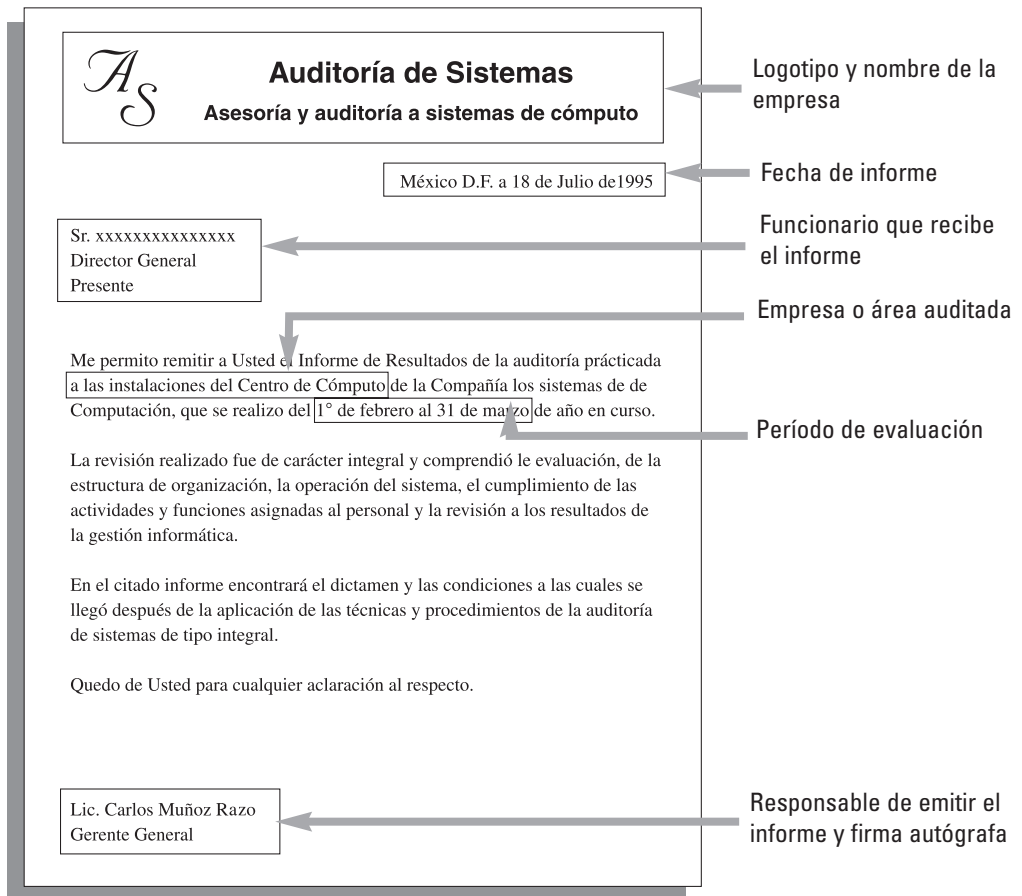 AS
Auditoría de Sistemas
Asesoría y auditoría a sistemas de cómputo
Logotipo y nombre de la
empresa
México D.F. a 18 de Julio de1995
Fecha de informe
Sr. xxxxxxxxxxxxxxx
Director General
Presente
Funcionario que recibe
el informe
Empresa o área auditada
Me permito remitir a Usted el Informe de Resultados de la auditoría prácticada
a las instalaciones del Centro de Cómputo de la Compañía los sistemas de de
Computación, que se realizo del 1° de febrero al 31 de marzo de año en curso.
Período de evaluación
La revisión realizado fue de carácter integral y comprendió le evaluación, de la
estructura de organización, la operación del sistema, el cumplimiento de las
actividades y funciones asignadas al personal y la revisión a los resultados de
la gestión informática.
En el citado informe encontrará el dictamen y las condiciones a las cuales se
llegó después de la aplicación de las técnicas y procedimientos de la auditoría
de sistemas de tipo integral.
Quedo de Usted para cualquier aclaración al respecto.
Lic. Carlos Muñoz Razo
Gerente General
Responsable de emitir el
informe y firma autógrafa